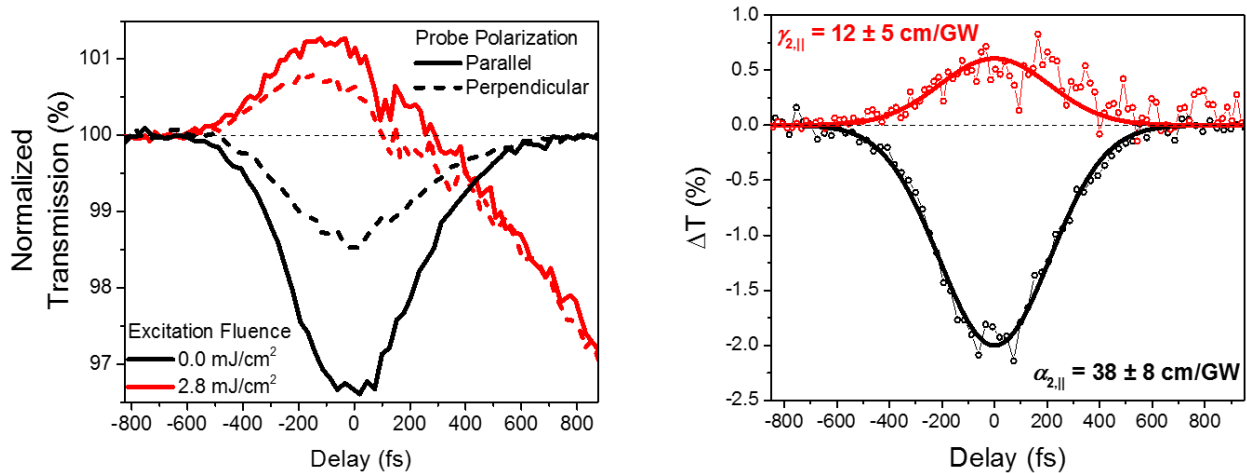 Normalized
Transmission (%)
101
100
99
98
97
Probe Polarization
Parallel
Perpendicular
Excitation Fluence
0.0 mJ/cm²
2.8 mJ/cm²
-800 -600 -400 -200 0 200 400 600 800
Delay (fs)
ΔT (%)
1.0
0.5
0.0
-0.5
-1.0
-1.5
-2.0
-2.5
γ2,|| = 12 ± 5 cm/GW
α2,|| = 38 ± 8 cm/GW
-800 -600 -400 -200 0 200 400 600 800
Delay (fs)